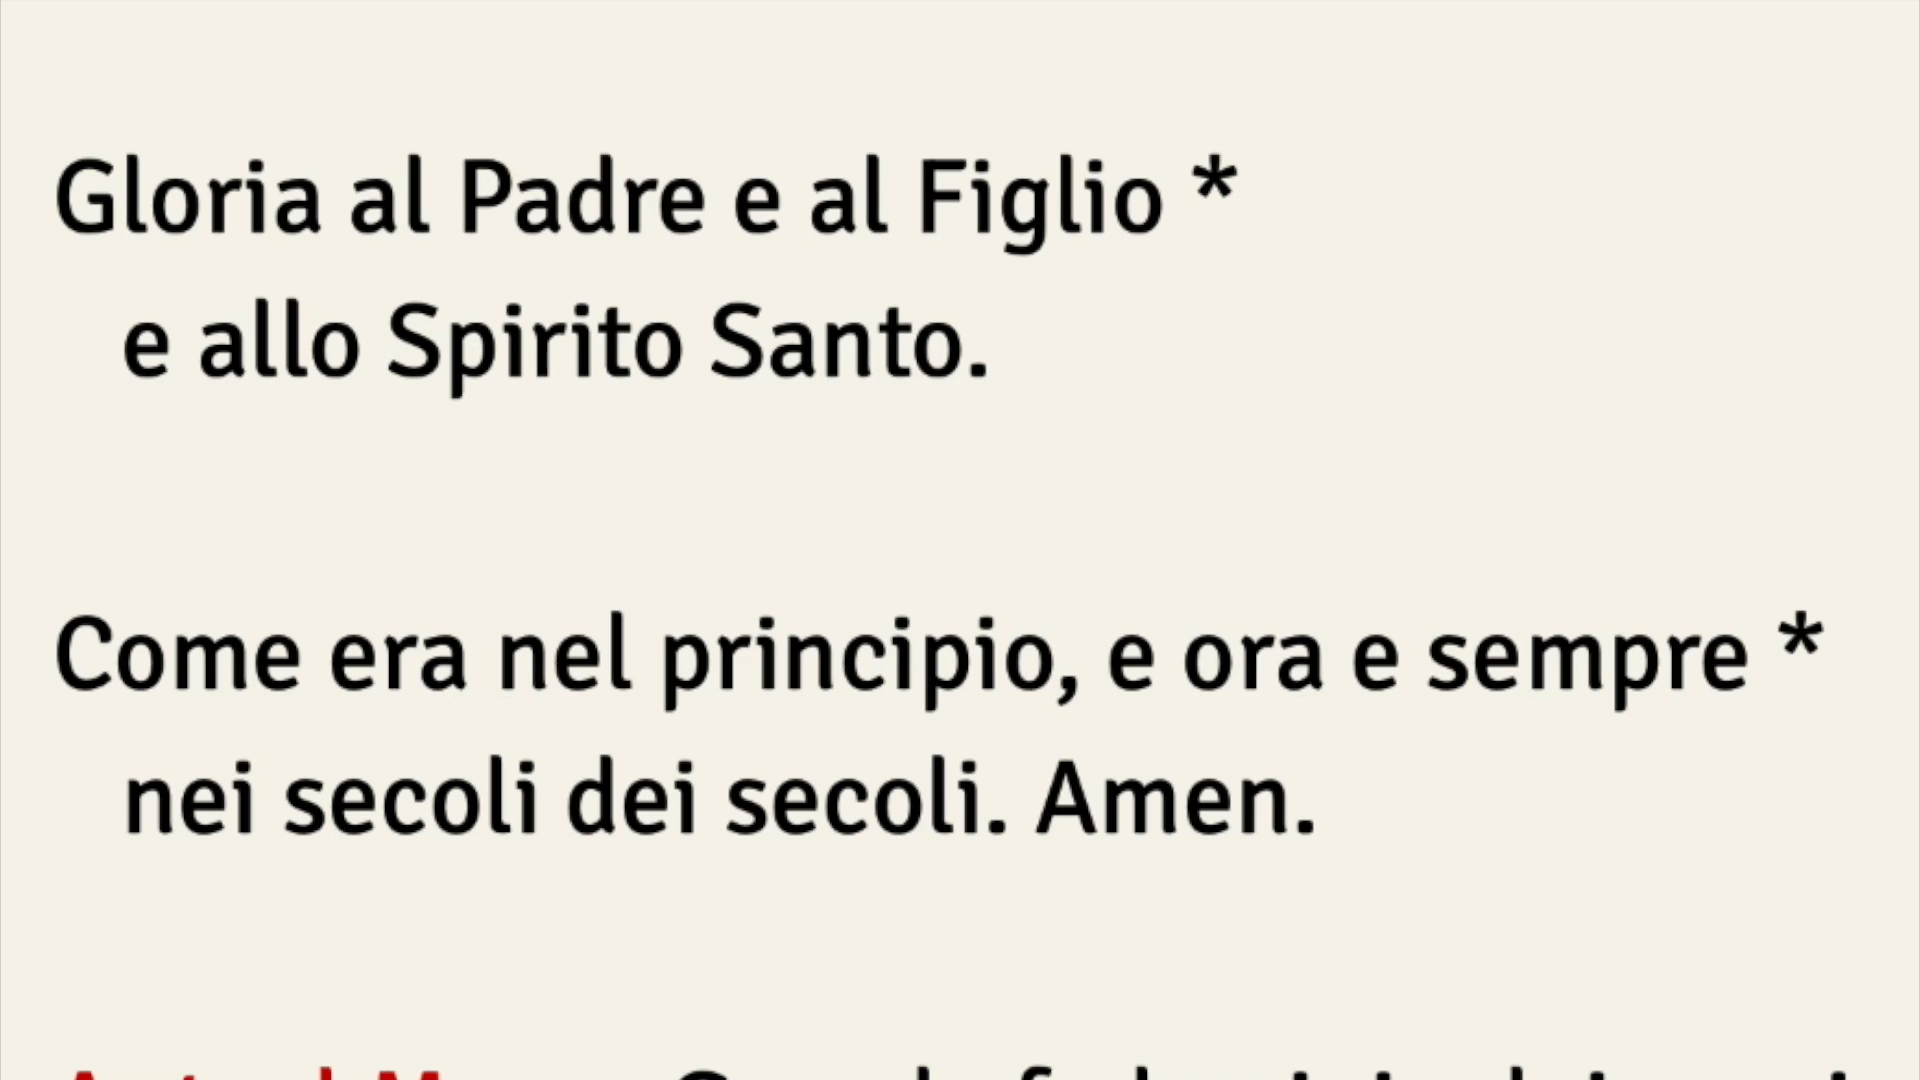 Gloria al Padre e al Figlio *
e allo Spirito Santo.
Come era nel principio, e ora e sempre *
nei secoli dei secoli. Amen.